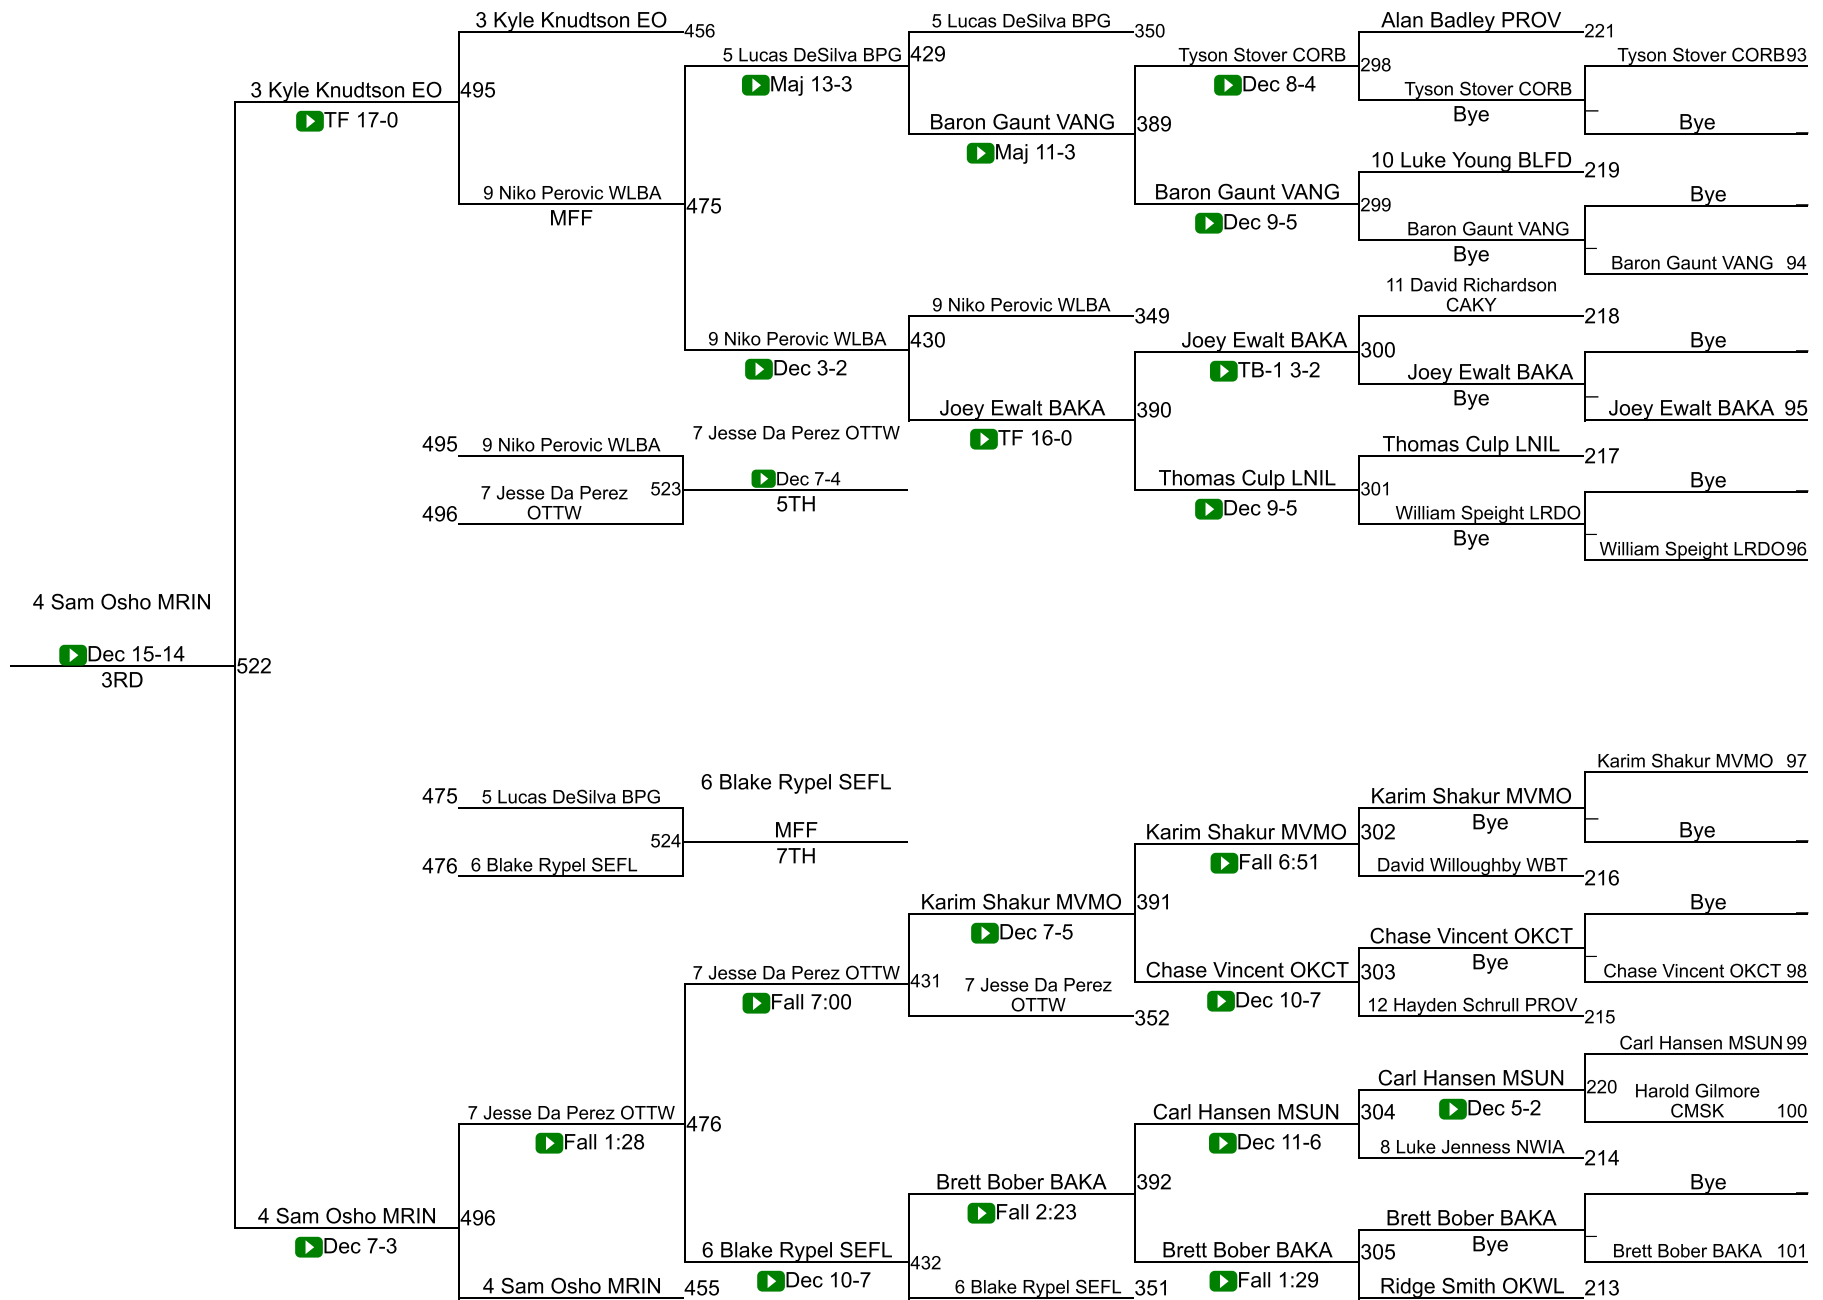 3 Kyle Knudtson EO
456
5 Lucas DeSilva BPG
350
Alan Badley PROV
221
5 Lucas DeSilva BPG
429
Maj 13-3
Tyson Stover CORB
298
Dec 8-4
Tyson Stover CORB 93
Tyson Stover CORB
Bye
_
Bye
_
3 Kyle Knudtson EO
495
TF 17-0
Baron Gaunt VANG
389
Maj 11-3
10 Luke Young BLFD
219
9 Niko Perovic WLBA
475
MFF
Baron Gaunt VANG
299
Dec 9-5
Bye
_
Baron Gaunt VANG
Bye
_
Baron Gaunt VANG 94
11 David Richardson
CAKY
218
9 Niko Perovic WLBA
349
9 Niko Perovic WLBA
430
Dec 3-2
Joey Ewalt BAKA
300
TB-1 3-2
Bye
_
Joey Ewalt BAKA
Bye
_
Joey Ewalt BAKA 95
Joey Ewalt BAKA
390
TF 16-0
495
9 Niko Perovic WLBA
7 Jesse Da Perez OTTW
Thomas Culp LNIL
217
7 Jesse Da Perez
OTTW
496
523
Dec 7-4
5TH
Thomas Culp LNIL
301
Dec 9-5
Bye
_
William Speight LRDO
Bye
_
William Speight LRDO 96
4 Sam Osho MRIN
Dec 15-14
3RD
522
Karim Shakur MVMO 97
475
5 Lucas DeSilva BPG
6 Blake Rypel SEFL
Karim Shakur MVMO
Bye
_
Bye
_
524
MFF
7TH
Karim Shakur MVMO
302
Fall 6:51
476
6 Blake Rypel SEFL
David Willoughby WBT
216
Karim Shakur MVMO
391
Dec 7-5
Bye
_
Chase Vincent OKCT
Bye
_
7 Jesse Da Perez OTTW
431
Fall 7:00
7 Jesse Da Perez
OTTW
352
Chase Vincent OKCT
303
Dec 10-7
Chase Vincent OKCT 98
12 Hayden Schrull PROV
215
Carl Hansen MSUN 99
Carl Hansen MSUN
220
Dec 5-2
Harold Gilmore
CMSK
100
7 Jesse Da Perez OTTW
476
Fall 1:28
Carl Hansen MSUN
304
Dec 11-6
8 Luke Jenness NWIA
214
Brett Bober BAKA
392
Fall 2:23
Bye
_
4 Sam Osho MRIN
496
Dec 7-3
Brett Bober BAKA
Bye
_
6 Blake Rypel SEFL
432
Dec 10-7
Brett Bober BAKA
305
Fall 1:29
Brett Bober BAKA 101
4 Sam Osho MRIN
455
6 Blake Rypel SEFL
351
Ridge Smith OKWL
213